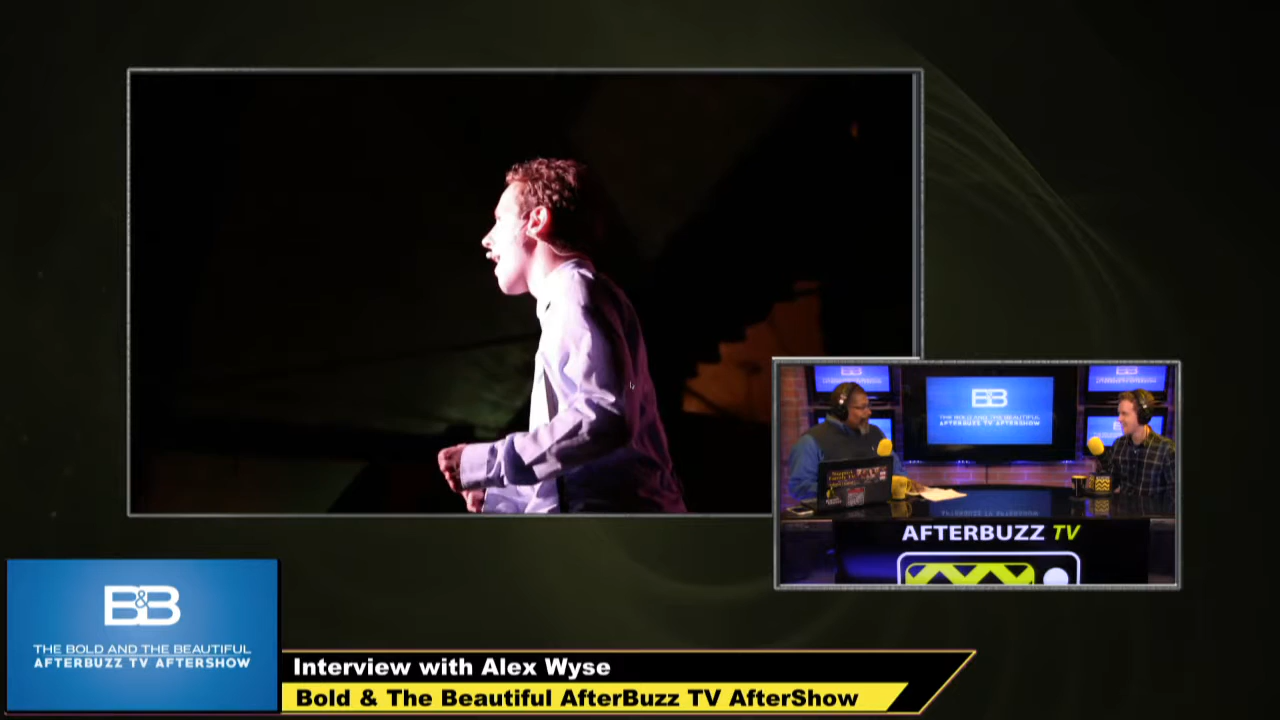 B&B
THE BOLD AND THE BEAUTIFUL
AFTERBUZZ TV AFTERSHOW
AFTERBUZZ TV
B&B
THE BOLD AND THE BEAUTIFUL
AFTERBUZZ TV AFTERSHOW
Interview with Alex Wyse
Bold & The Beautiful AfterBuzz TV AfterShow